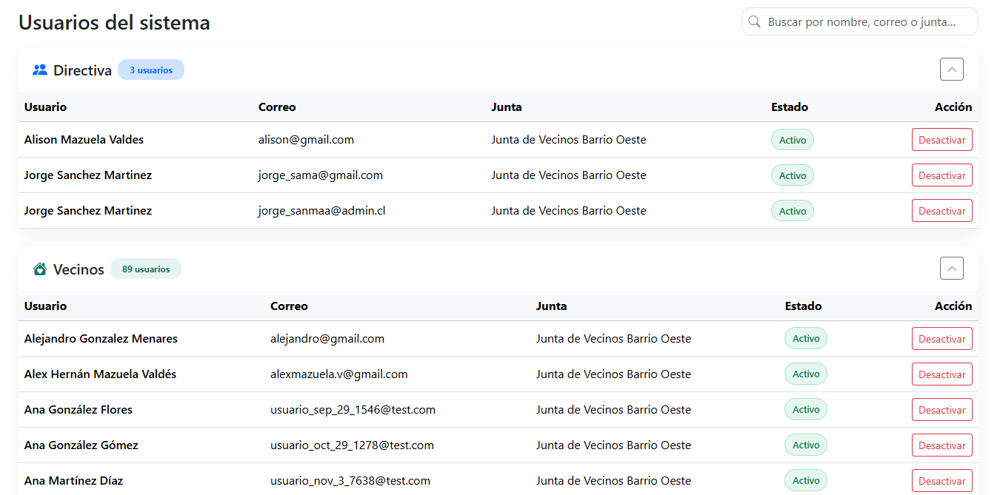 Usuarios del sistema
Buscar por nombre, correo o junta...
Directiva 3 usuarios
Usuario Correo Junta Estado Acción
Alison Mazuela Valdes alison@gmail.com Junta de Vecinos Barrio Oeste Activo Desactivar
Jorge Sanchez Martinez jorge_sama@gmail.com Junta de Vecinos Barrio Oeste Activo Desactivar
Jorge Sanchez Martinez jorge_sanmaa@admin.cl Junta de Vecinos Barrio Oeste Activo Desactivar
Vecinos 89 usuarios
Usuario Correo Junta Estado Acción
Alejandro Gonzalez Menares alejandro@gmail.com Junta de Vecinos Barrio Oeste Activo Desactivar
Alex Hernán Mazuela Valdés alexmazuela.v@gmail.com Junta de Vecinos Barrio Oeste Activo Desactivar
Ana González Flores usuario_sep_29_1546@test.com Junta de Vecinos Barrio Oeste Activo Desactivar
Ana González Gómez usuario_oct_29_1278@test.com Junta de Vecinos Barrio Oeste Activo Desactivar
Ana Martínez Díaz usuario_nov_3_7638@test.com Junta de Vecinos Barrio Oeste Activo Desactivar